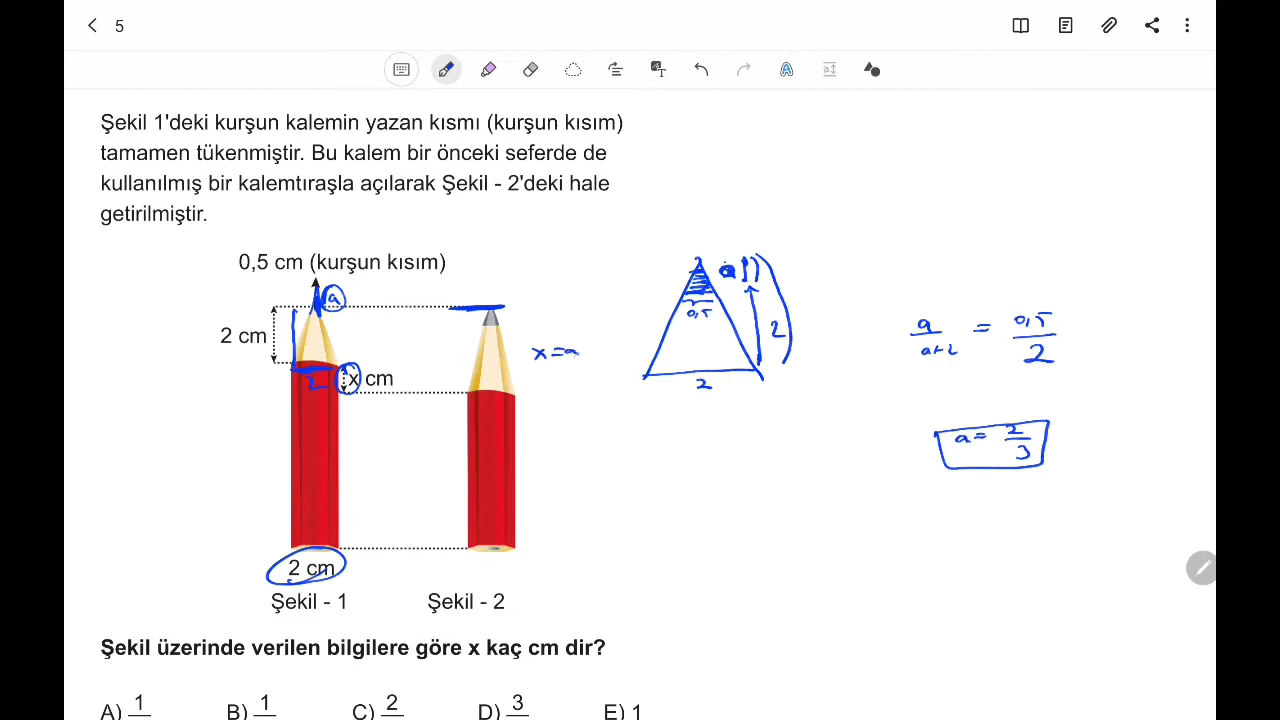 5
Şekil 1'deki kurşun kalemin yazan kısmı (kurşun kısım)
tamamen tükenmiştir. Bu kalem bir önceki seferde de
kullanılmış bir kalemtıraşla açılarak Şekil - 2'deki hale
getirilmiştir.
0,5 cm (kurşun kısım)
a
2 cm
2
x cm
x=a
a
0,5
2
2
a/a+2 = 0,5/2
a = 2/3
2 cm
Şekil - 1 Şekil - 2
Şekil üzerinde verilen bilgilere göre x kaç cm dir?
A) 1 B) 1 C) 2 D) 3 E) 1